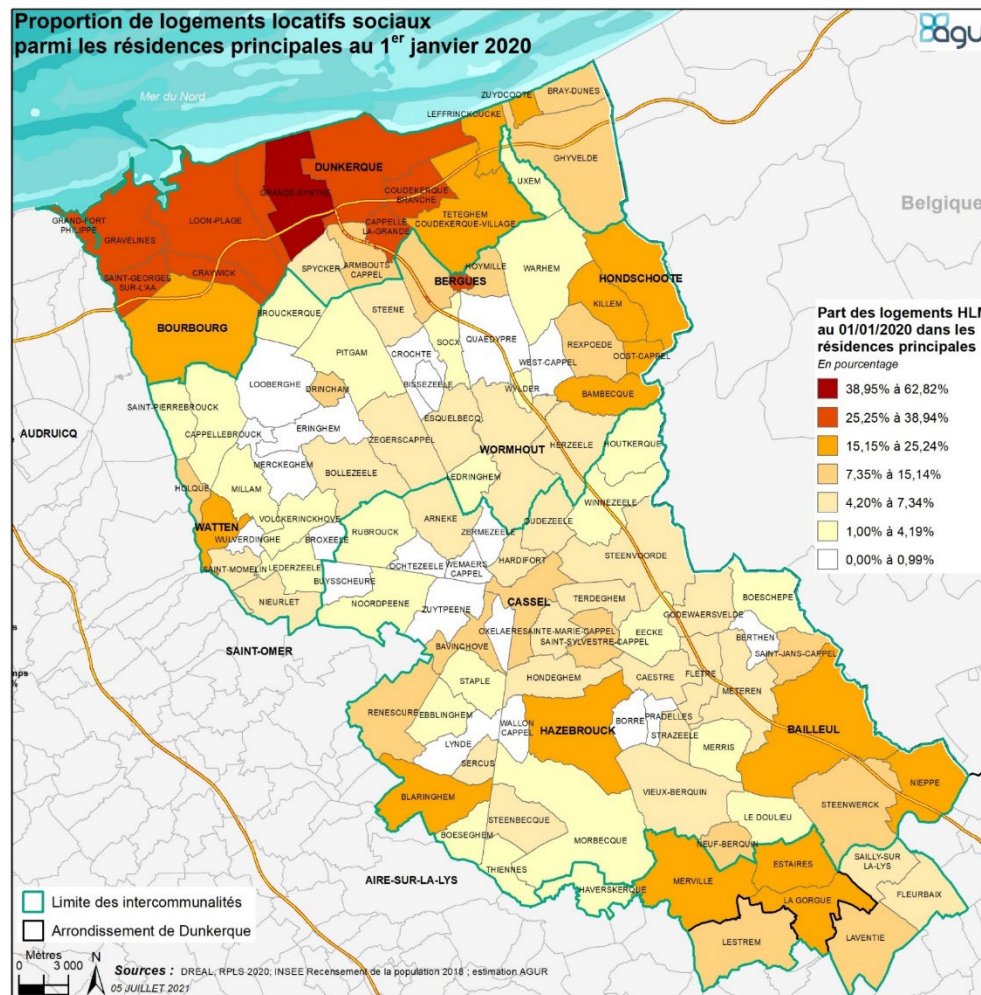 Proportion de logements locatifs sociaux
parmi les résidences principales au 1er janvier 2020
agur
Mer du Nord
Belgique
ZUYDCOOTE
BRAY-DUNES
LEFFRINCKOUCKE
GHYVELDE
DUNKERQUE
UXEM
GRANDE-SYNTHE
COUDEKERQUE
BRANCHE
LOON-PLAGE
GRAND-FORT
PHILIPPE
GRAVELINES
CAPPELLE
LA-GRANDE
TETEGHEM
COUDEKERQUE-VILLAGE
SAINT-GEORGES
SUR-L'AA
CRAYWICK
SPYCKER
ARMBOUTS
CAPPEL
HOYMILLE
BERGUES
WARHEM
HONDSCHOOTE
KILLEM
BOURBOURG
BROUCKERQUE
STEENE
PITGAM
CROCHTE
SOCX
QUAEDYPRE
WEST-CAPPEL
REXPOEDE
OOST-CAPPEL
BISSEZEELE
WYLDER
BAMBECQUE
LOOBERGHE
DRINCHAM
SAINT-PIERREBROUCK
CAPPELLEBROUCK
ERINGHEM
ESQUELBECQ
ZEGERSCAPPEL
WORMHOUT
HERZEELE
HOUTKERQUE
AUDRUICQ
MERCKEGHEM
BOLLEZEELE
LEDRINGHEM
HOLQUE
MILLAM
WINNEZEELE
WATTEN
VOLCKERINCKHOVE
WULVERDINGHE
BROXEELE
RUBROUCK
ARNEKE
ZERMEZEELE
OUDEZEELE
STEENVOORDE
SAINT-MOMELIN
LEDERZEELE
OCHTEZEELE
WEMAERS
CAPPEL
HARDIFORT
BUYSSCHEURE
NIEURLET
NOORDPEENE
ZUYTPEENE
CASSEL
TERDEGHEM
GODEWAERSVELDE
BOESCHEPE
SAINT-OMER
BAVINCHOVE
OXELAERE
SAINTE-MARIE-CAPPEL
SAINT-SYLVESTRE-CAPPEL
EECKE
BERTHEN
SAINT-JANS-CAPPEL
STAPLE
HONDEGHEM
CAESTRE
FLETRE
METEREN
RENESCURE
EBBLINGHEM
WALLON
CAPPEL
HAZEBROUCK
BORRE
PRADELLES
STRAZEELE
MERRIS
BAILLEUL
LYNDE
SERCUS
NIEPPE
BLARINGHEM
STEENBECQUE
VIEUX-BERQUIN
LE DOULIEU
STEENWERCK
BOESEGHEM
MORBECQUE
NEUF-BERQUIN
THIENNES
HAVERSKERQUE
MERVILLE
ESTAIRES
SAILLY-SUR
LA-LYS
FLEURBAIX
AIRE-SUR-LA-LYS
LA GORGUE
LESTREM
LAVENTIE
Part des logements HLM
au 01/01/2020 dans les
résidences principales
En pourcentage
38,95% à 62,82%
25,25% à 38,94%
15,15% à 25,24%
7,35% à 15,14%
4,20% à 7,34%
1,00% à 4,19%
0,00% à 0,99%
Limite des intercommunalités
Arrondissement de Dunkerque
Mètres
0 3 000
N
Sources : DREAL, RPLS 2020; INSEE Recensement de la population 2018 ; estimation AGUR
05 JUILLET 2021